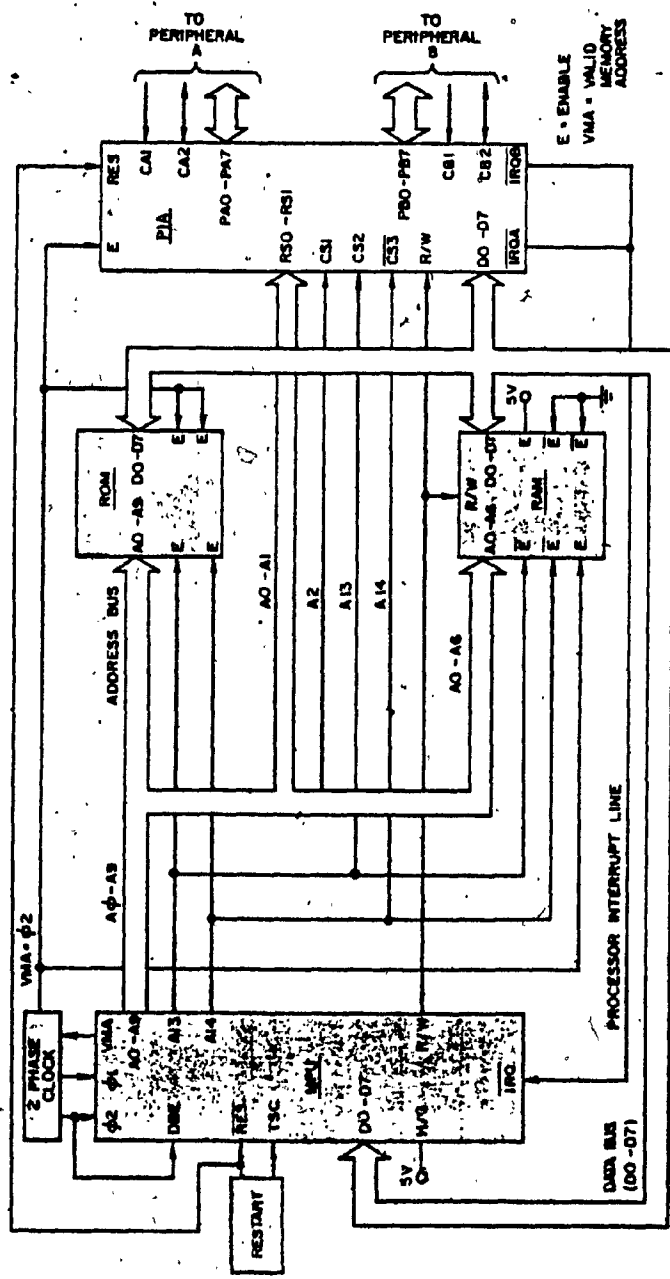 TO
PERIPHERAL
A
TO
PERIPHERAL
B
E = ENABLE
VMA = VALID
MEMORY
ADDRESS
RES
E
PIA
CA1
CA2
PA0-PA7
RS0-RS1
CS1
CS2
CS3
R/W
PB0-PB7
CB1
CB2
D0-D7
IRQA
IRQB
ROM
A0-A9
D0-D7
E
E
E
E
5V
R/W
A0-A6
D0-D7
RAM
E
E
E
E
E
E
ADDRESS BUS
A0-A1
A2
A13
A14
A0-A6
VMA•ϕ2
Aϕ-A9
2 PHASE
CLOCK
ϕ2
ϕ1
VMA
A0-A9
DBE
A13
A14
RES
MPU
TSC
D0-D7
R/W
IRQ
5V
RESTART
PROCESSOR INTERRUPT LINE
DATA BUS
(D0-D7)